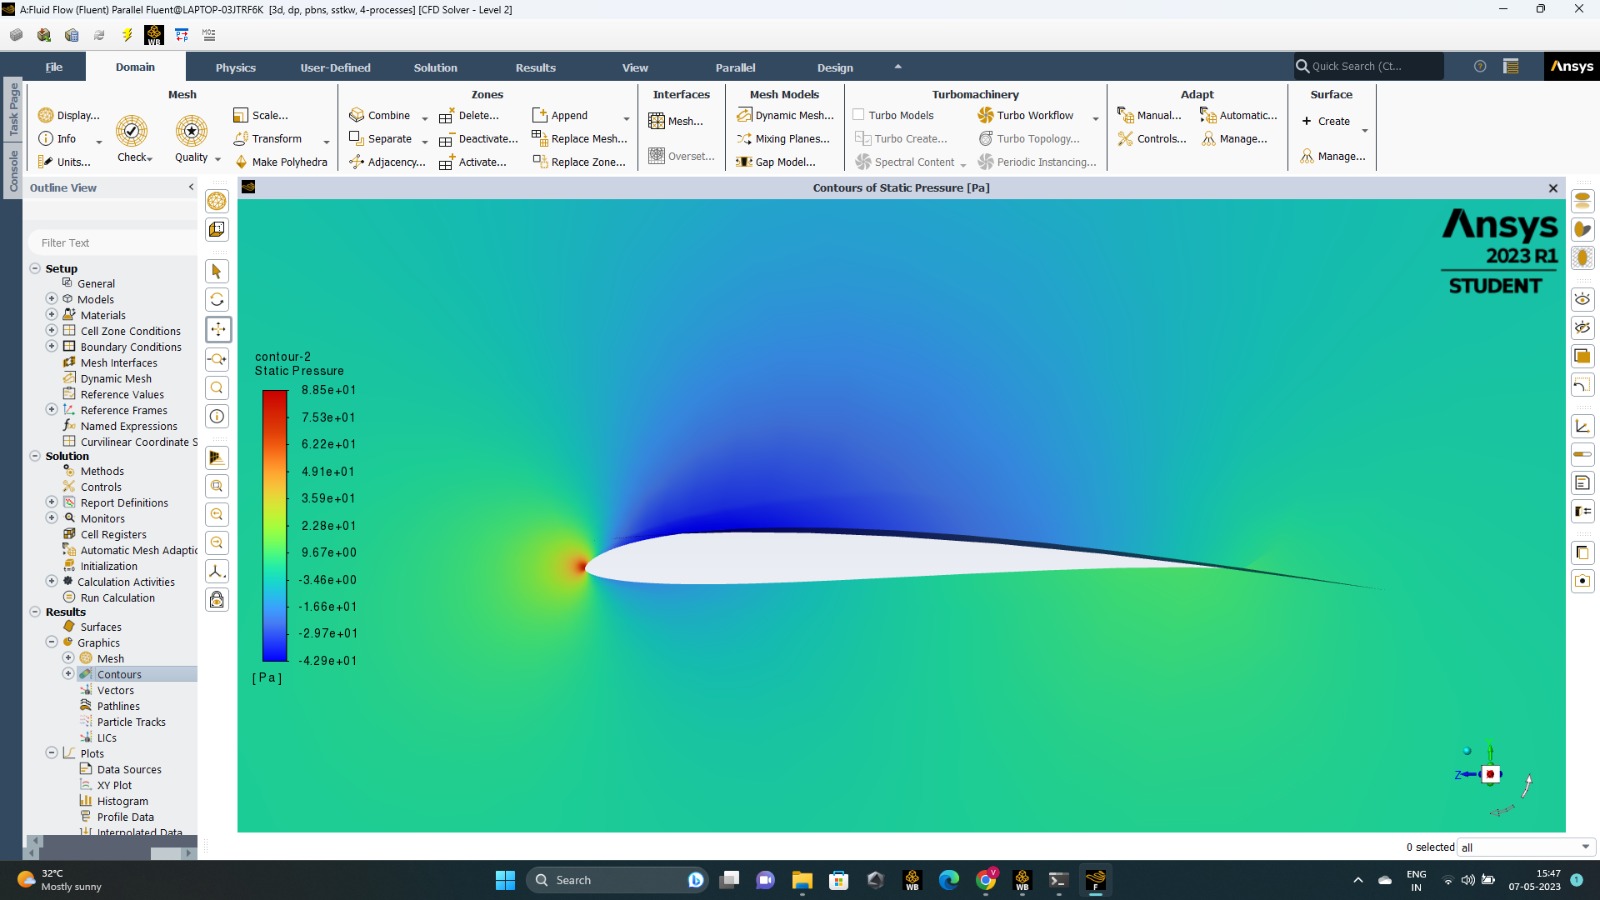 A:Fluid Flow (Fluent) Parallel Fluent@LAPTOP-03JTRF6K [3d, dp, pbns, sstkw, 4-processes] [CFD Solver - Level 2]
WB
File
Domain
Physics
User-Defined
Solution
Results
View
Parallel
Design
Quick Search (Ct...
Ansys
Task Page
Console
Mesh
Display...
Info
Units...
Check
Quality
Scale...
Transform
Make Polyhedra
Zones
Combine
Separate
Adjacency...
Delete...
Deactivate...
Activate...
Append
Replace Mesh...
Replace Zone...
Interfaces
Mesh...
Overset...
Mesh Models
Dynamic Mesh...
Mixing Planes...
Gap Model...
Turbomachinery
Turbo Models
Turbo Create...
Spectral Content
Turbo Workflow
Turbo Topology...
Periodic Instancing...
Adapt
Manual...
Controls...
Automatic...
Manage...
Surface
+ Create
Manage...
Outline View
Filter Text
Setup
General
Models
Materials
Cell Zone Conditions
Boundary Conditions
Mesh Interfaces
Dynamic Mesh
Reference Values
Reference Frames
Named Expressions
Curvilinear Coordinate S
Solution
Methods
Controls
Report Definitions
Monitors
Cell Registers
Automatic Mesh Adaptio
Initialization
Calculation Activities
Run Calculation
Results
Surfaces
Graphics
Mesh
Contours
Vectors
Pathlines
Particle Tracks
LICs
Plots
Data Sources
XY Plot
Histogram
Profile Data
Interpolated Data
Contours of Static Pressure [Pa]
Ansys
2023 R1
STUDENT
contour-2
Static Pressure
8.85e+01
7.53e+01
6.22e+01
4.91e+01
3.59e+01
2.28e+01
9.67e+00
-3.46e+00
-1.66e+01
-2.97e+01
-4.29e+01
[Pa]
Z
0 selected
all
32°C
Mostly sunny
Search
WB
WB
F
ENG
IN
15:47
07-05-2023
1